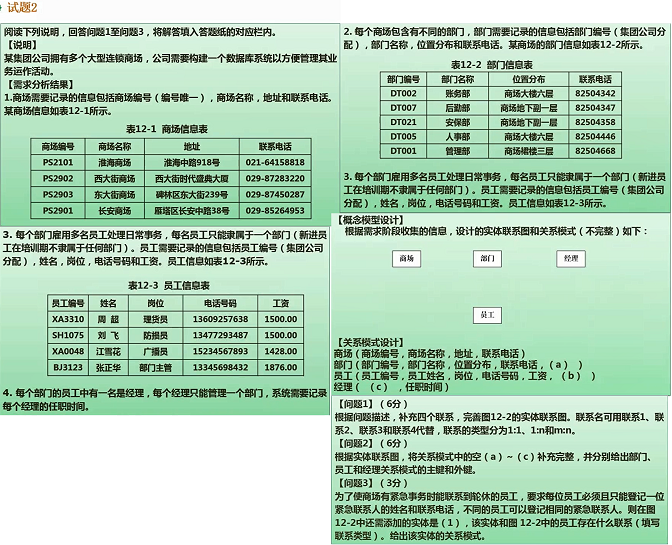 试题2
阅读下列说明，回答问题1至问题3，将解答填入答题纸的对应栏内。
【说明】
某集团公司拥有多个大型连锁商场，公司需要构建一个数据库系统以方便管理其业
务运作活动。
【需求分析结果】
1.商场需要记录的信息包括商场编号（编号唯一），商场名称，地址和联系电话。
某商场信息如表12-1所示。
表12-1 商场信息表
商场编号 商场名称 地址 联系电话
PS2101 淮海商场 淮海中路918号 021-64158818
PS2902 西大街商场 西大街时代盛典大厦 029-87283220
PS2903 东大街商场 碑林区东大街239号 029-87450287
PS2901 长安商场 雁塔区长安中路38号 029-85264953
3. 每个部门雇用多名员工处理日常事务，每名员工只能隶属于一个部门（新进员
工在培训期不隶属于任何部门）。员工需要记录的信息包括员工编号（集团公司
分配），姓名，岗位，电话号码和工资。员工信息如表12-3所示。
表12-3 员工信息表
员工编号 姓名 岗位 电话号码 工资
XA3310 周 超 理货员 13609257638 1500.00
SH1075 刘 飞 防损员 13477293487 1500.00
XA0048 江雪花 广播员 15234567893 1428.00
BJ3123 张正华 部门主管 13345698432 1876.00
4. 每个部门的员工中有一名是经理，每个经理只能管理一个部门，系统需要记录
每个经理的任职时间。
2. 每个商场包含有不同的部门，部门需要记录的信息包括部门编号（集团公司分
配），部门名称，位置分布和联系电话。某商场的部门信息如表12-2所示。
表12-2 部门信息表
部门编号 部门名称 位置分布 联系电话
DT002 账务部 商场大楼六层 82504342
DT007 后勤部 商场地下副一层 82504347
DT021 安保部 商场地下副一层 82504358
DT005 人事部 商场大楼六层 82504446
DT001 管理部 商场裙楼三层 82504668
3. 每个部门雇用多名员工处理日常事务，每名员工只能隶属于一个部门（新进员
工在培训期不隶属于任何部门）。员工需要记录的信息包括员工编号（集团公司
分配），姓名，岗位，电话号码和工资。员工信息如表12-3所示。
【概念模型设计】
根据需求阶段收集的信息，设计的实体联系图和关系模式（不完整）如下：
商场 部门 经理
员工
【关系模式设计】
商场（商场编号，商场名称，地址，联系电话）
部门（部门编号，部门名称，位置分布，联系电话，（a） ）
员工（员工编号，员工姓名，岗位，电话号码，工资，（b） ）
经理（ （c） ，任职时间）
【问题1】（6分）
根据问题描述，补充四个联系，完善图12-2的实体联系图。联系名可用联系1、联
系2、联系3和联系4代替，联系的类型分为1:1、1:n和m:n。
【问题2】（6分）
根据实体联系图，将关系模式中的空（a）～（c）补充完整，并分别给出部门、
员工和经理关系模式的主键和外键。
【问题3】（3分）
为了使商场有紧急事务时能联系到轮休的员工，要求每位员工必须且只能登记一位
紧急联系人的姓名和联系电话，不同的员工可以登记相同的紧急联系人。则在图
12-2中还需添加的实体是（1），该实体和图 12-2中的员工存在什么联系（填写
联系类型）。给出该实体的关系模式。